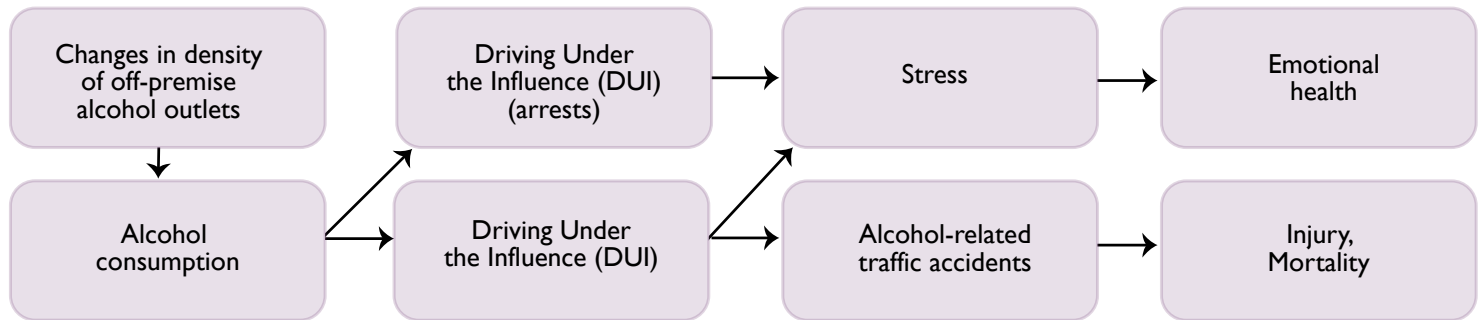 Changes in density
of off-premise
alcohol outlets
Driving Under
the Influence (DUI)
(arrests)
Stress
Emotional
health
Alcohol
consumption
Driving Under
the Influence (DUI)
Alcohol-related
traffic accidents
Injury,
Mortality